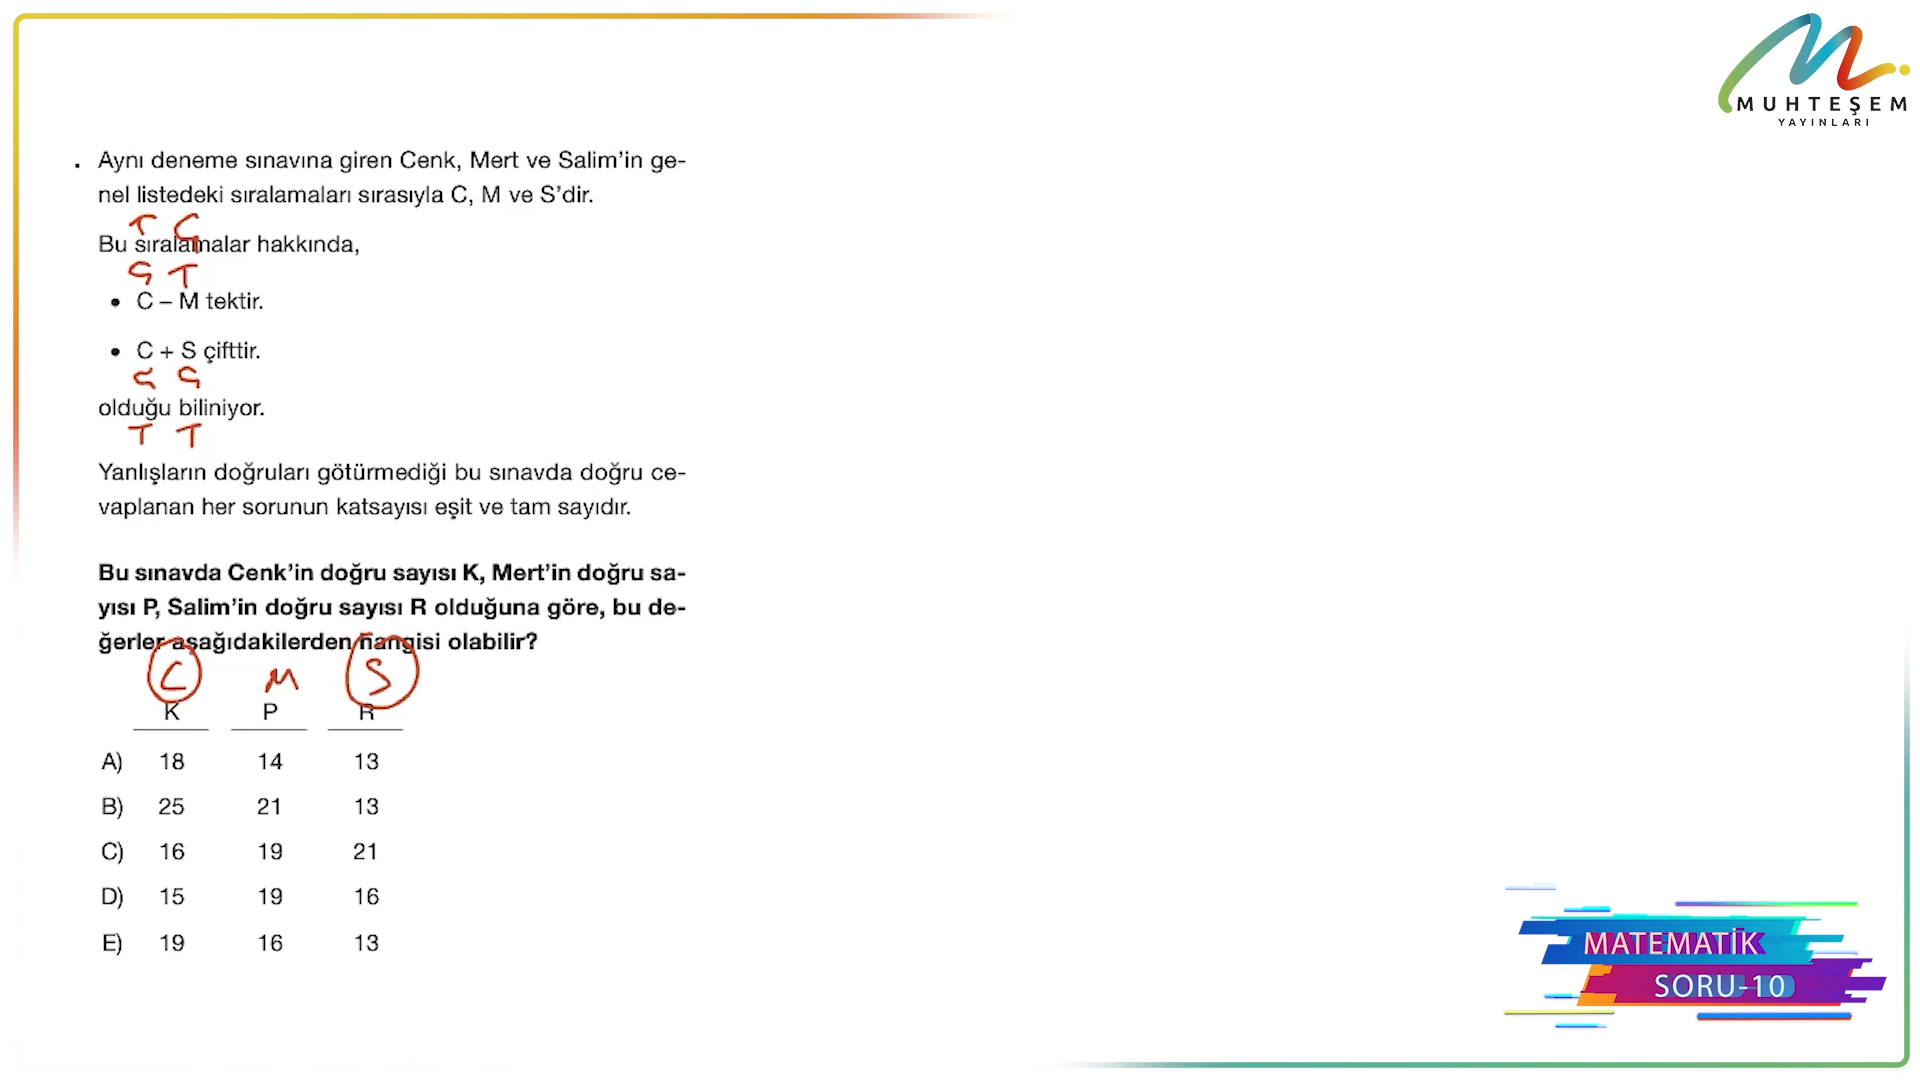 MUHTEŞEM
YAYINLARI
. Aynı deneme sınavına giren Cenk, Mert ve Salim'in ge-
nel listedeki sıralamaları sırasıyla C, M ve S'dir.
T Ç
Bu sıralamalar hakkında,
Ç T
• C – M tektir.
• C + S çifttir.
Ç Ç
olduğu biliniyor.
T T
Yanlışların doğruları götürmediği bu sınavda doğru ce-
vaplanan her sorunun katsayısı eşit ve tam sayıdır.
Bu sınavda Cenk'in doğru sayısı K, Mert'in doğru sa-
yısı P, Salim'in doğru sayısı R olduğuna göre, bu de-
ğerler aşağıdakilerden hangisi olabilir?
C M S
K P R
A) 18 14 13
B) 25 21 13
C) 16 19 21
D) 15 19 16
E) 19 16 13
MATEMATİK
SORU-10